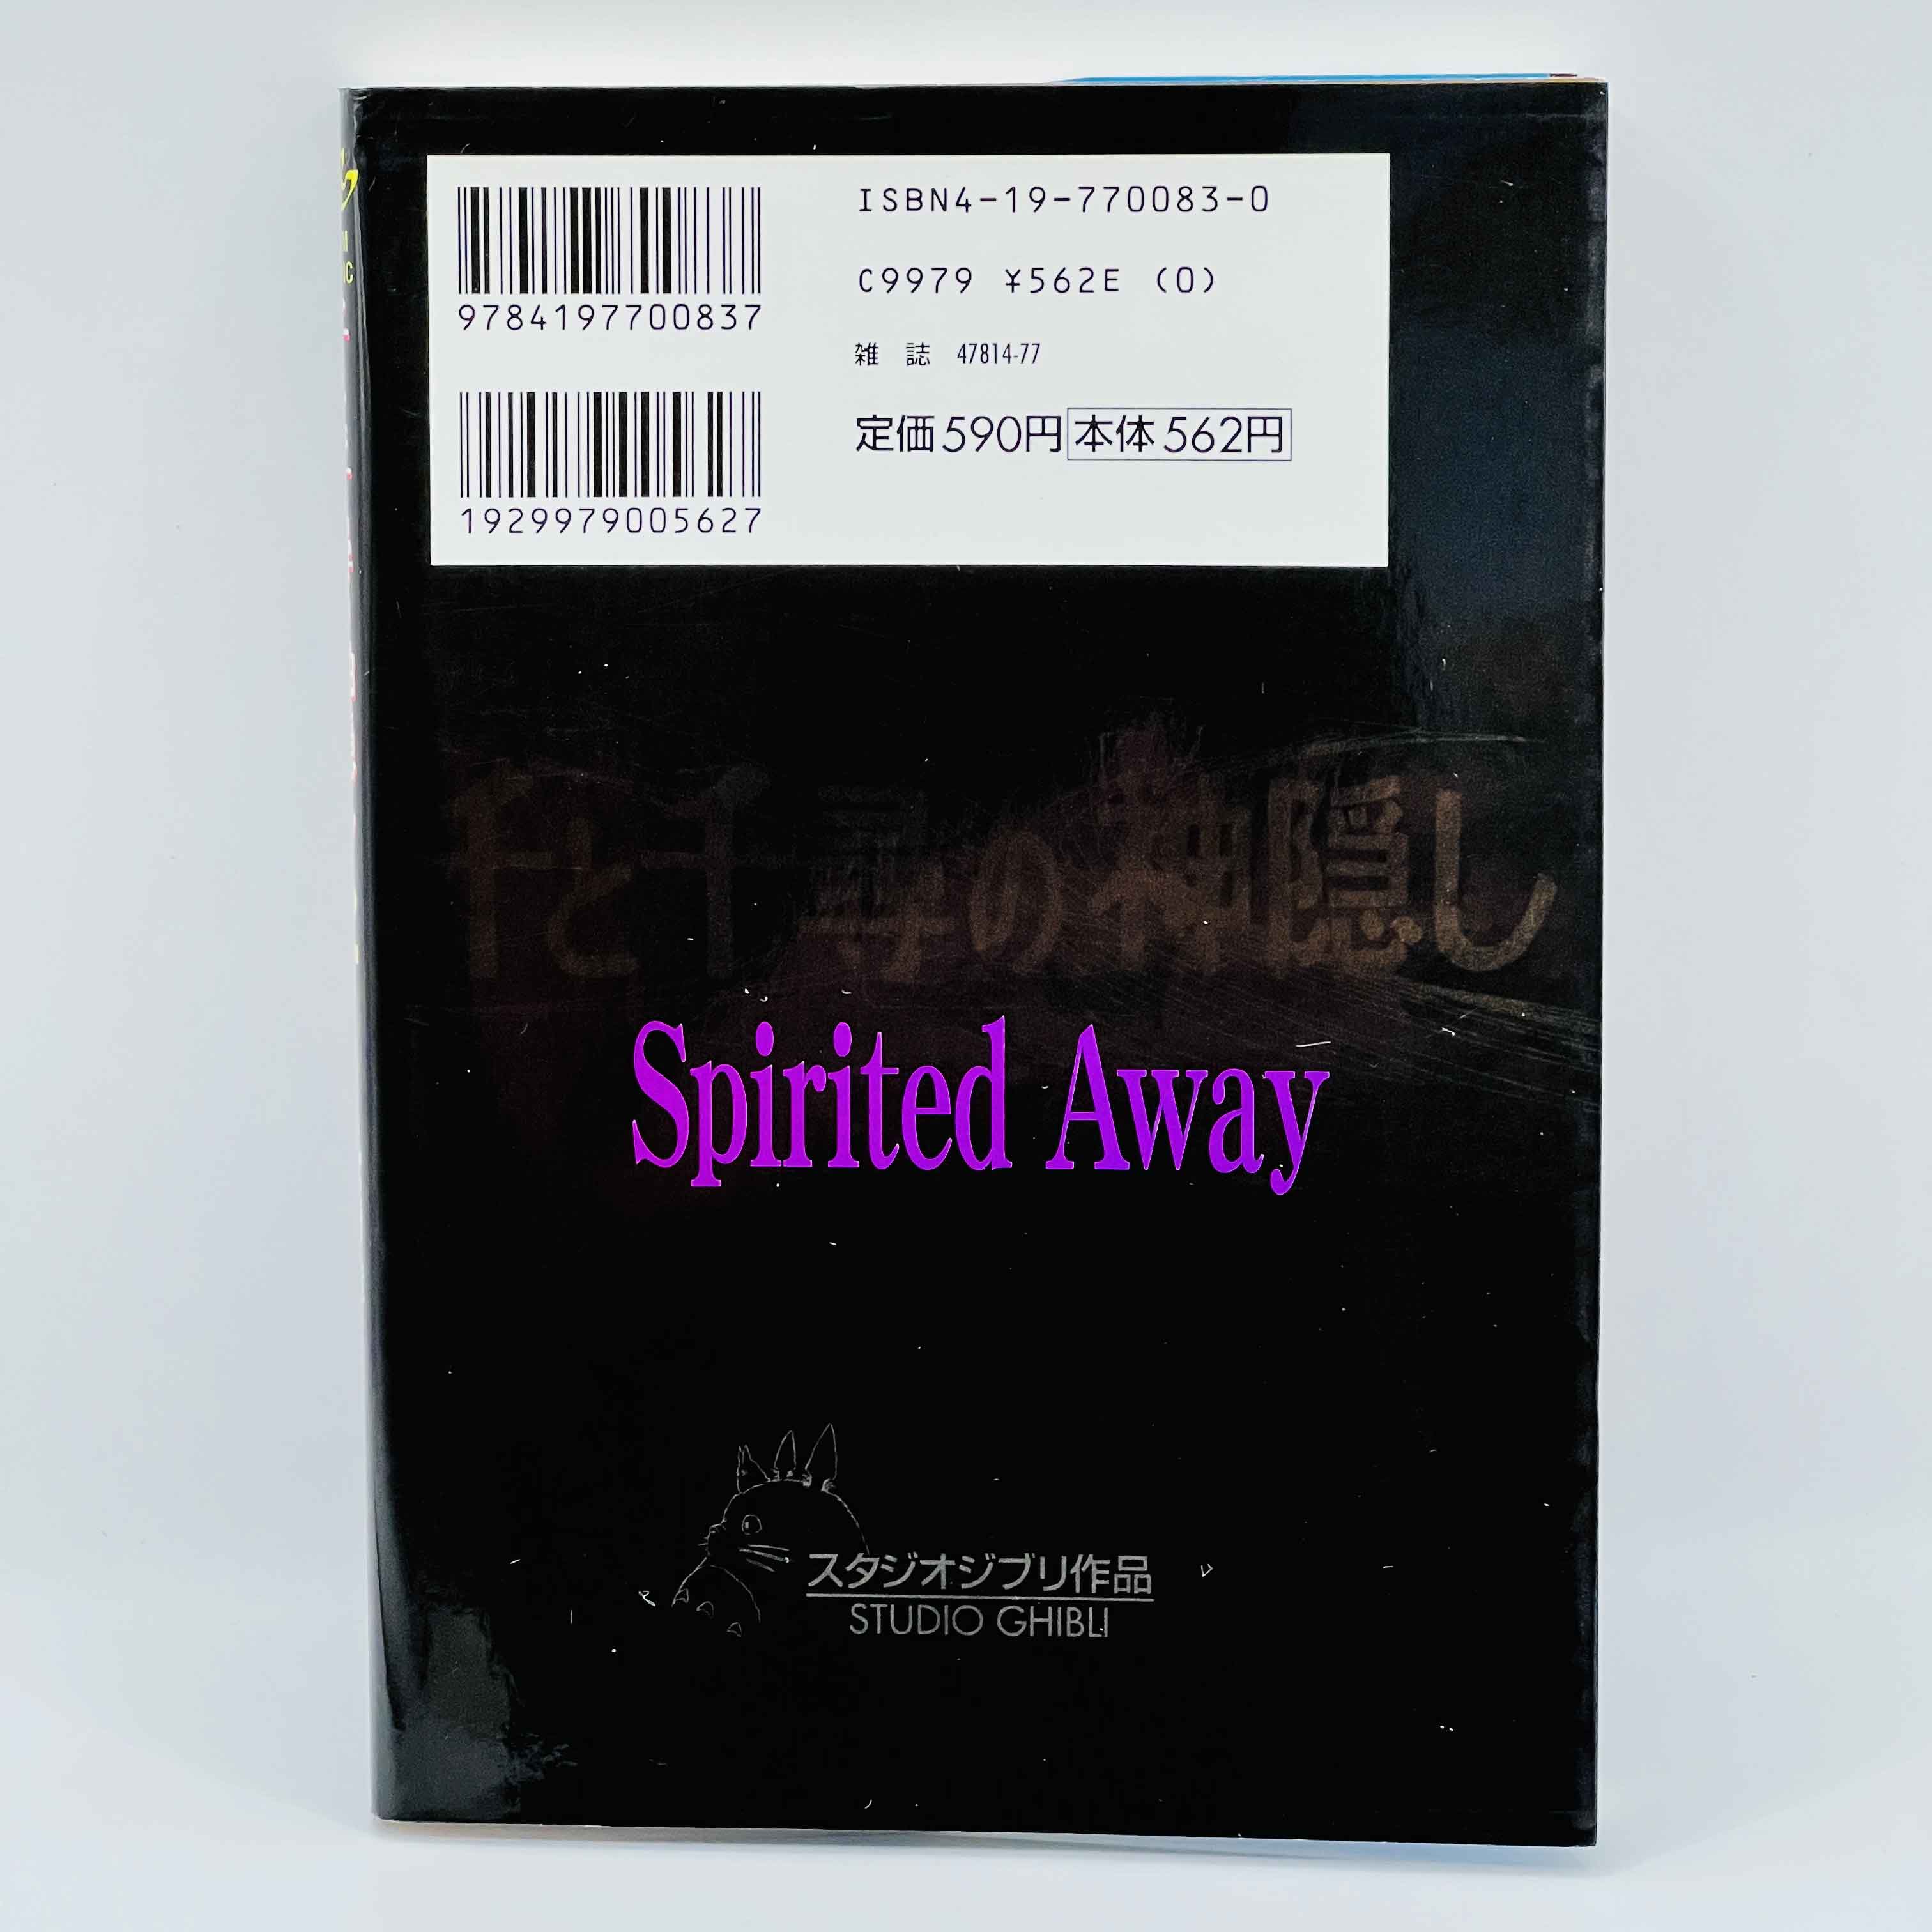 ISBN4-19-770083-0
9784197700837
C9979 ¥562E (0)
雑 誌 47814-77
定価590円 本体562円
1929979005627
千と千尋の神隠し
Spirited Away
スタジオジブリ作品
STUDIO GHIBLI